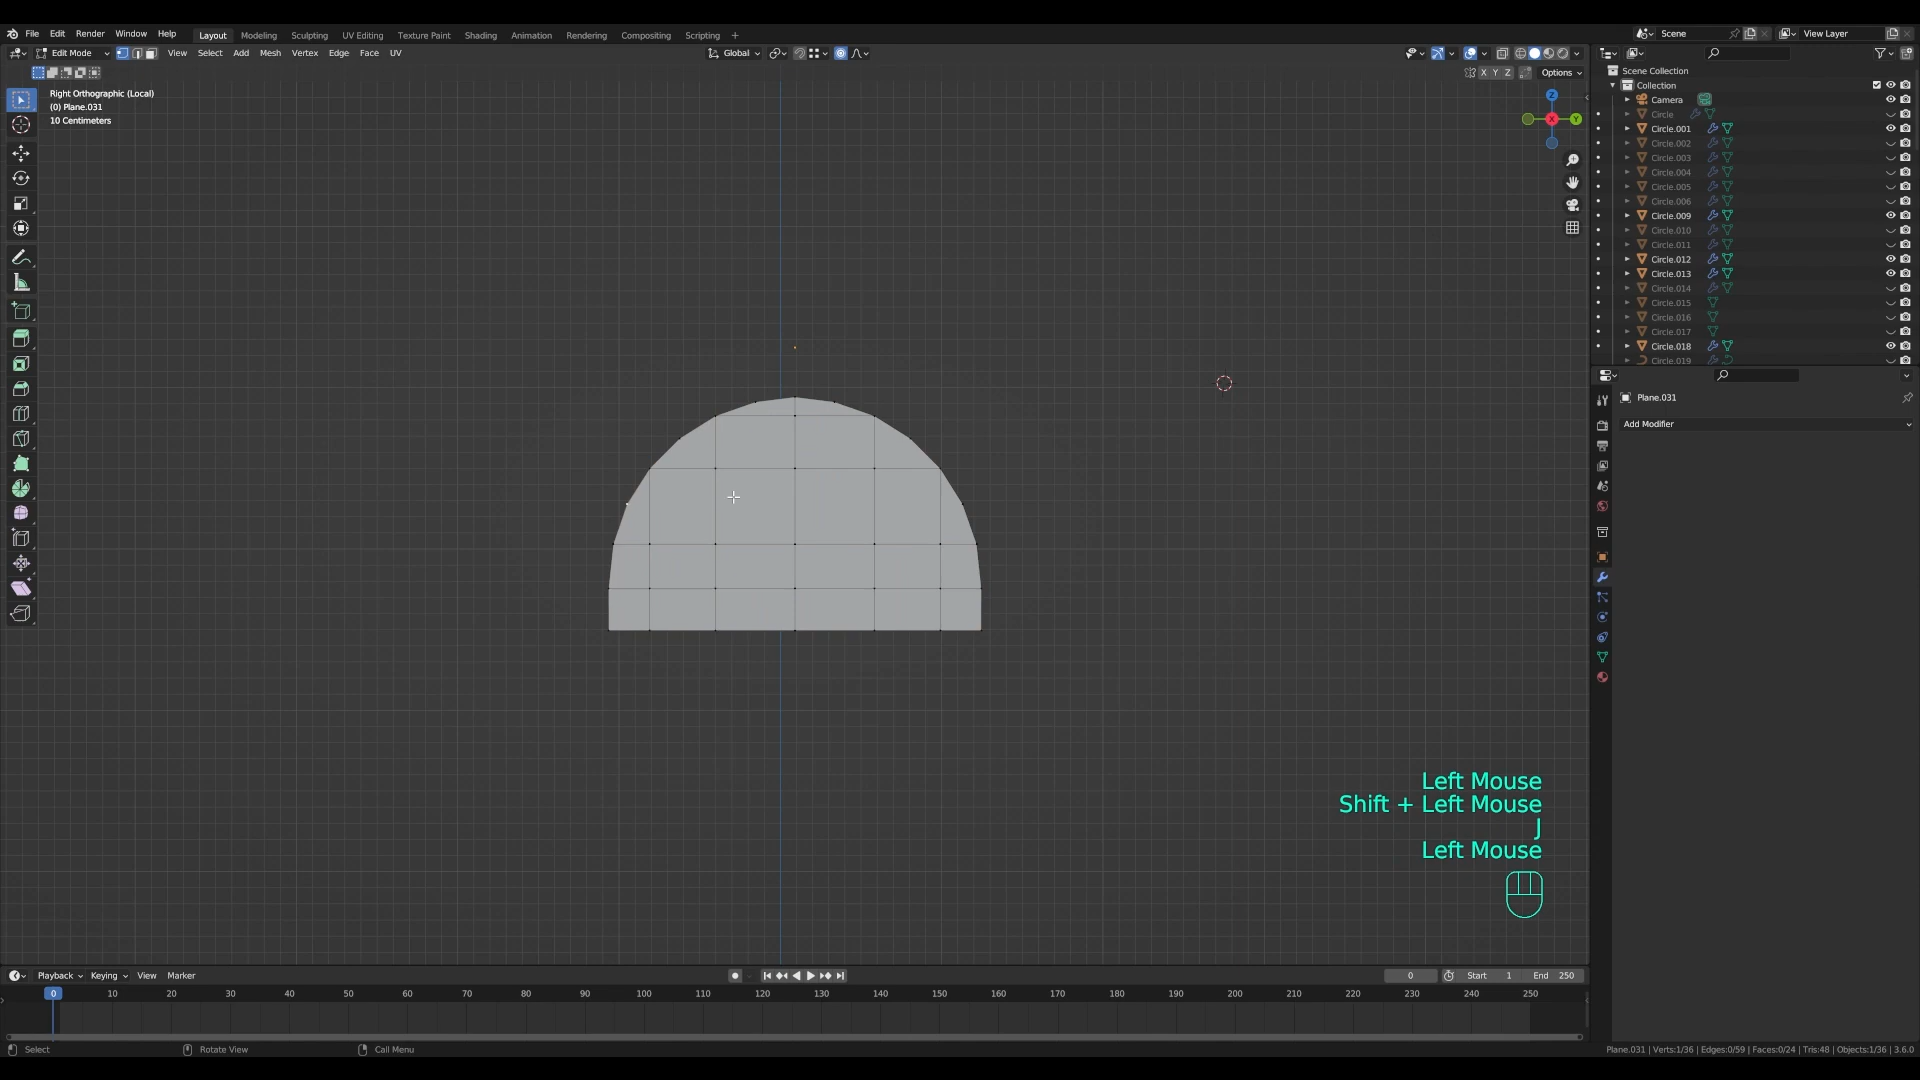 File Edit Render Window Help Layout Modeling Sculpting UV Editing Texture Paint Shading Animation Rendering Compositing Scripting +
Scene View Layer
Edit Mode View Select Add Mesh Vertex Edge Face UV Global
X Y Z Options
Right Orthographic (Local)
(0) Plane.031
10 Centimeters
Z
X
Y
Scene Collection
Collection
Camera
Circle
Circle.001
Circle.002
Circle.003
Circle.004
Circle.005
Circle.006
Circle.009
Circle.010
Circle.011
Circle.012
Circle.013
Circle.014
Circle.015
Circle.016
Circle.017
Circle.018
Circle.019
Plane.031
Add Modifier
Left Mouse
Shift + Left Mouse
J
Left Mouse
Playback Keying View Marker 0 Start 1 End 250
0 10 20 30 40 50 60 70 80 90 100 110 120 130 140 150 160 170 180 190 200 210 220 230 240 250
Select Rotate View Call Menu Plane.031 | Verts:1/36 | Edges:0/59 | Faces:0/24 | Tris:48 | Objects:1/36 | 3.6.0